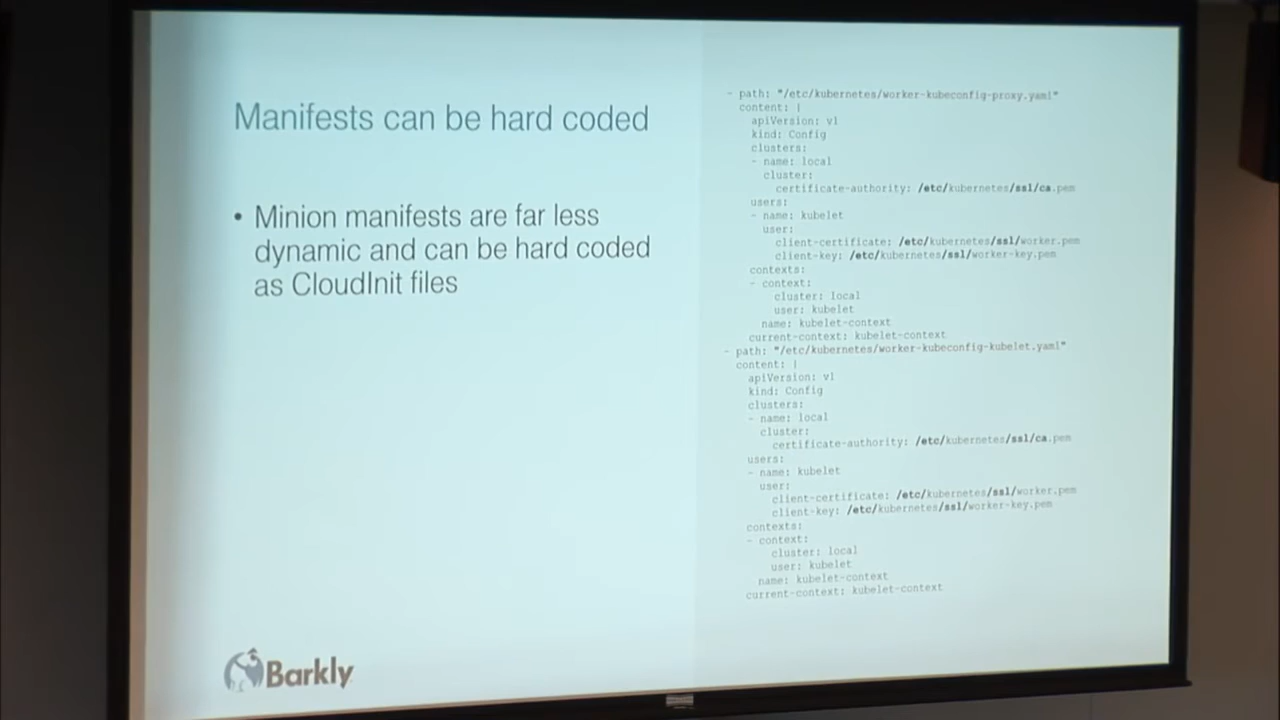 Manifests can be hard coded
• Minion manifests are far less
dynamic and can be hard coded
as CloudInit files
- path: "/etc/kubernetes/worker-kubeconfig-proxy.yaml"
content: |
apiVersion: v1
kind: Config
clusters:
- name: local
cluster:
certificate-authority: /etc/kubernetes/ssl/ca.pem
users:
- name: kubelet
user:
client-certificate: /etc/kubernetes/ssl/worker.pem
client-key: /etc/kubernetes/ssl/worker-key.pem
contexts:
- context:
cluster: local
user: kubelet
name: kubelet-context
current-context: kubelet-context
- path: "/etc/kubernetes/worker-kubeconfig-kubelet.yaml"
content: |
apiVersion: v1
kind: Config
clusters:
- name: local
cluster:
certificate-authority: /etc/kubernetes/ssl/ca.pem
users:
- name: kubelet
user:
client-certificate: /etc/kubernetes/ssl/worker.pem
client-key: /etc/kubernetes/ssl/worker-key.pem
contexts:
- context:
cluster: local
user: kubelet
name: kubelet-context
current-context: kubelet-context
Barkly